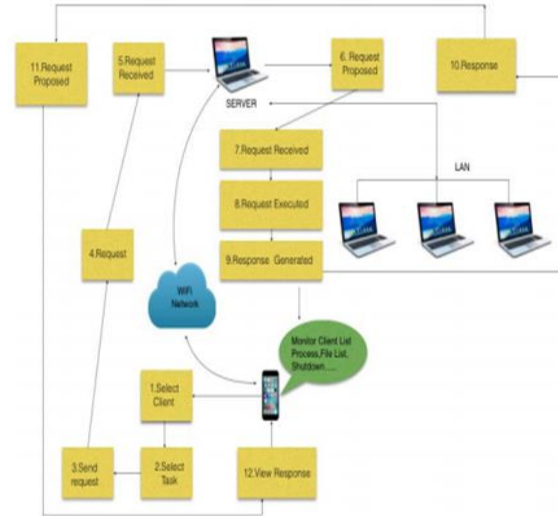 11.Request
Proposed
5.Request
Received
6. Request
Proposed
10.Response
SERVER
7.Request Received
LAN
8.Request Executed
4.Request
9.Response Generated
WiFi
Network
Monitor Client List
Process,File List,
Shutdown.....
1.Select
Client
3.Send
request
2.Select
Task
12.View Response